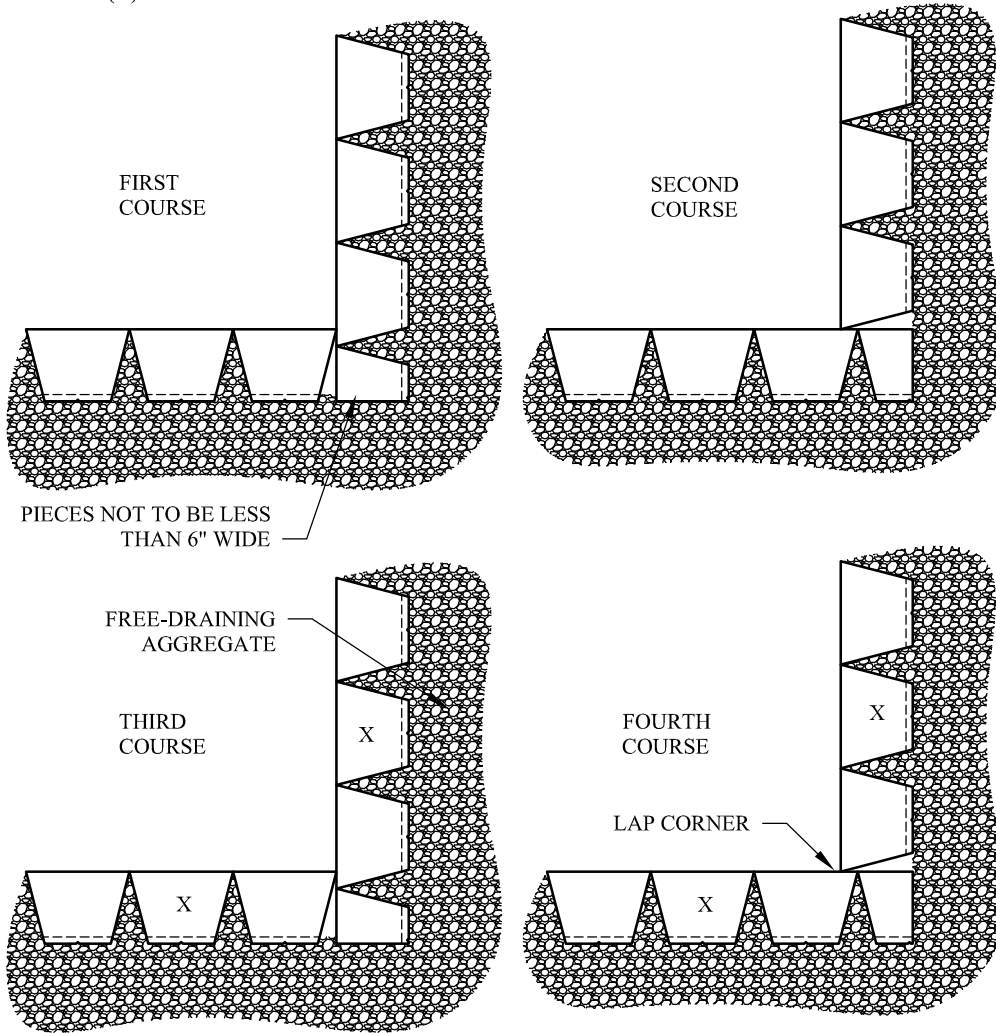 FIRST
COURSE
SECOND
COURSE
PIECES NOT TO BE LESS
THAN 6" WIDE
FREE-DRAINING
AGGREGATE
THIRD
COURSE
X
X
FOURTH
COURSE
X
LAP CORNER
X